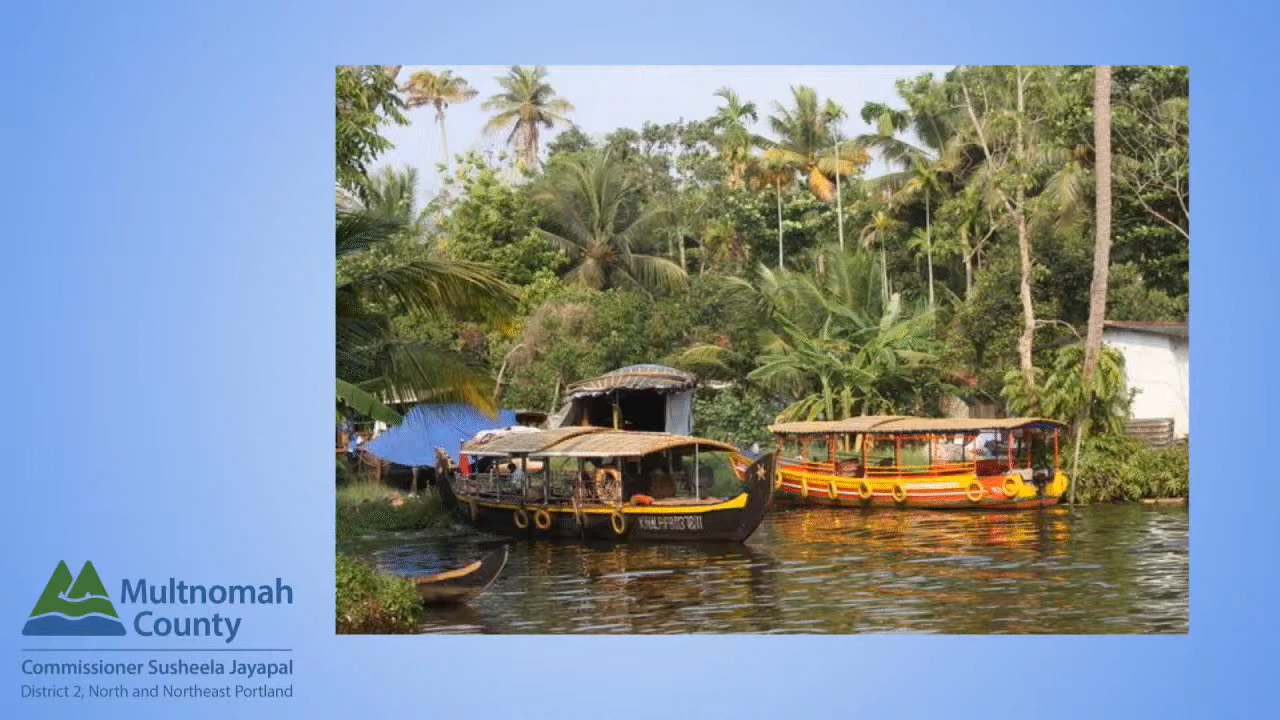 Multnomah
County
Commissioner Susheela Jayapal
District 2, North and Northeast Portland